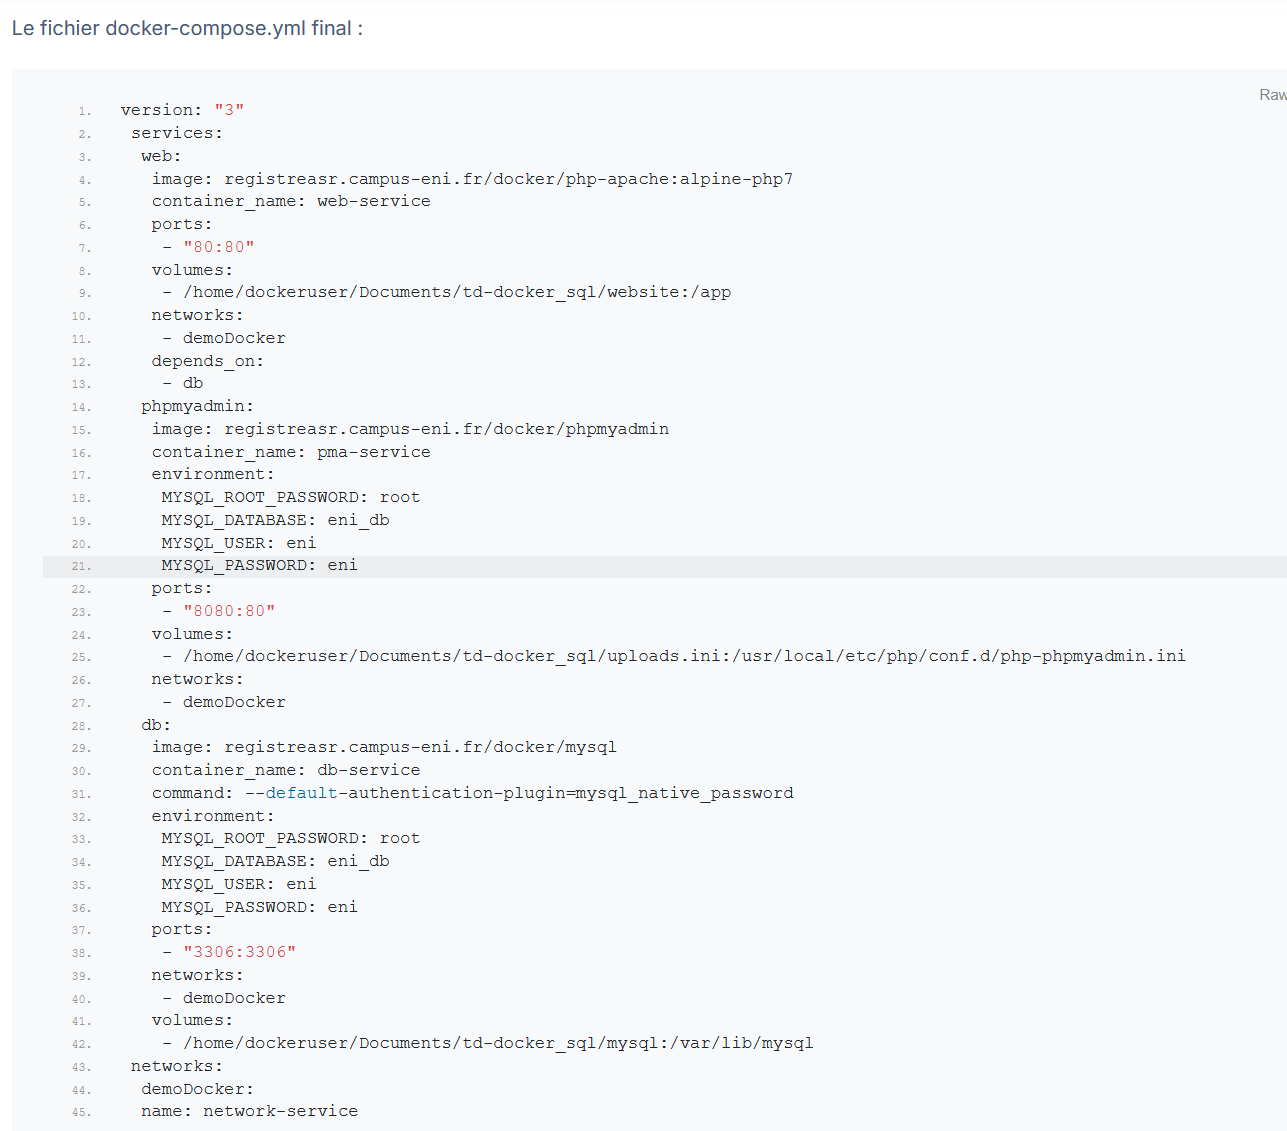 Le fichier docker-compose.yml final :
Raw
1. version: "3"
2. services:
3. web:
4. image: registreasr.campus-eni.fr/docker/php-apache:alpine-php7
5. container_name: web-service
6. ports:
7. - "80:80"
8. volumes:
9. - /home/dockeruser/Documents/td-docker_sql/website:/app
10. networks:
11. - demoDocker
12. depends_on:
13. - db
14. phpmyadmin:
15. image: registreasr.campus-eni.fr/docker/phpmyadmin
16. container_name: pma-service
17. environment:
18. MYSQL_ROOT_PASSWORD: root
19. MYSQL_DATABASE: eni_db
20. MYSQL_USER: eni
21. MYSQL_PASSWORD: eni
22. ports:
23. - "8080:80"
24. volumes:
25. - /home/dockeruser/Documents/td-docker_sql/uploads.ini:/usr/local/etc/php/conf.d/php-phpmyadmin.ini
26. networks:
27. - demoDocker
28. db:
29. image: registreasr.campus-eni.fr/docker/mysql
30. container_name: db-service
31. command: --default-authentication-plugin=mysql_native_password
32. environment:
33. MYSQL_ROOT_PASSWORD: root
34. MYSQL_DATABASE: eni_db
35. MYSQL_USER: eni
36. MYSQL_PASSWORD: eni
37. ports:
38. - "3306:3306"
39. networks:
40. - demoDocker
41. volumes:
42. - /home/dockeruser/Documents/td-docker_sql/mysql:/var/lib/mysql
43. networks:
44. demoDocker:
45. name: network-service